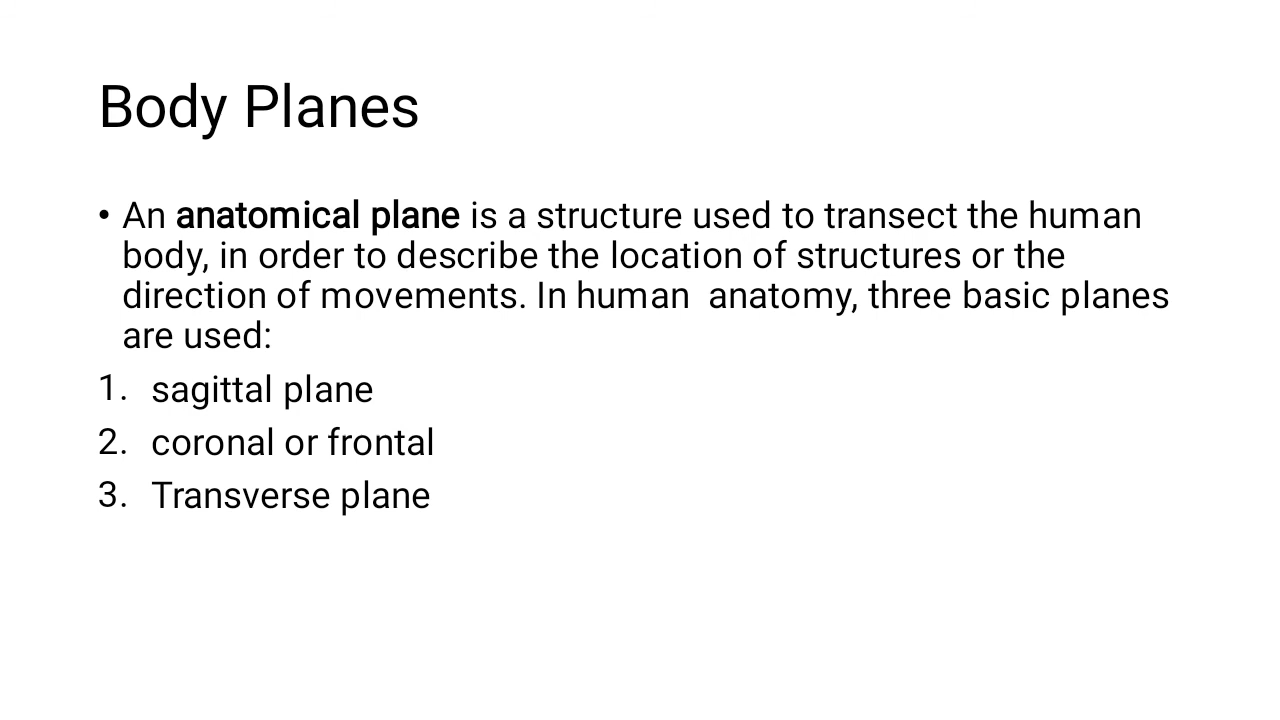 Body Planes
• An anatomical plane is a structure used to transect the human
body, in order to describe the location of structures or the
direction of movements. In human  anatomy, three basic planes
are used:
1. sagittal plane
2. coronal or frontal
3. Transverse plane